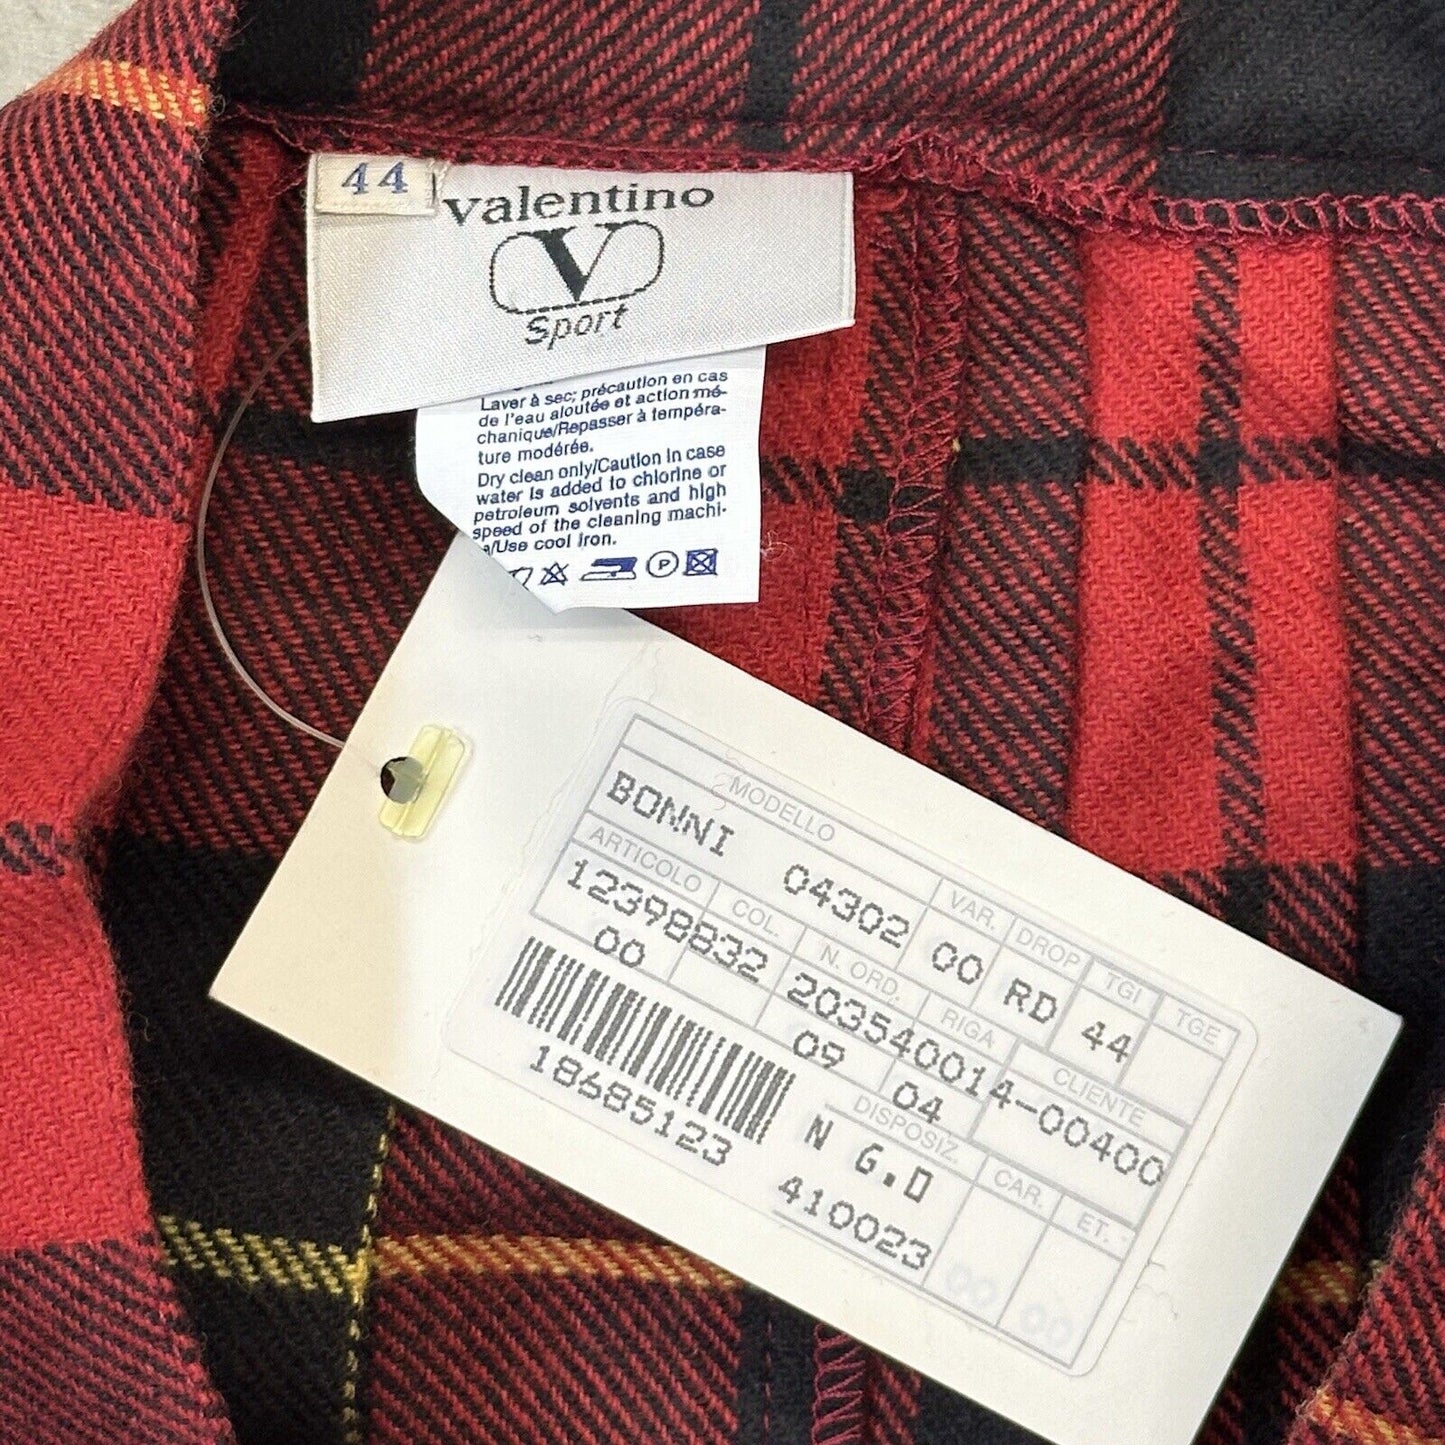 44
valentino
V
Sport
Laver à sec; précaution en cas
de l'eau aloutée et action mé-
chanique/Repasser à tempéra-
ture modérée.
Dry clean only/Caution in case
water is added to chlorine or
petroleum solvents and high
speed of the cleaning machi-
/Use cool iron.
P
MODELLO VAR. DROP TGI TGE
BONNI 04302 00 RD 44
ARTICOLO COL. N. ORD. RIGA CLIENTE
12398832 203540014-00400
00 09 04
DISPOSIZ. CAR. ET.
N G.D
18685123
410023 00 00